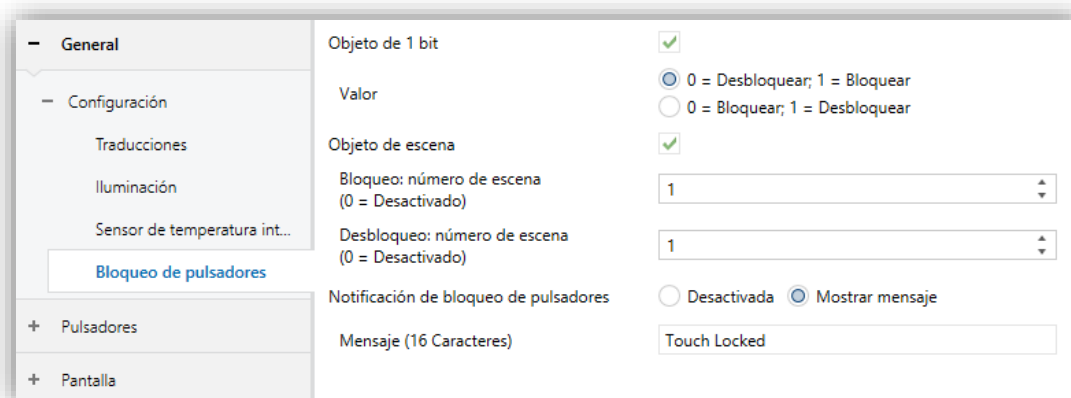 General
Configuración
Traducciones
Iluminación
Sensor de temperatura int...
Bloqueo de pulsadores
Pulsadores
Pantalla
Objeto de 1 bit
Valor
0 = Desbloquear; 1 = Bloquear
0 = Bloquear; 1 = Desbloquear
Objeto de escena
Bloqueo: número de escena
(0 = Desactivado)
1
Desbloqueo: número de escena
(0 = Desactivado)
1
Notificación de bloqueo de pulsadores
Desactivada
Mostrar mensaje
Mensaje (16 Caracteres)
Touch Locked